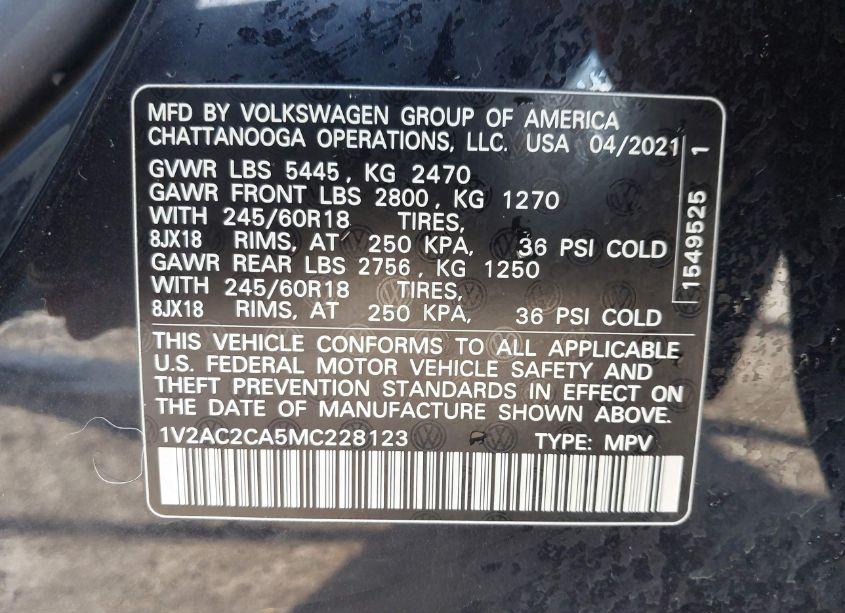 MFD BY VOLKSWAGEN GROUP OF AMERICA
CHATTANOOGA OPERATIONS, LLC. USA 04/2021
GVWR LBS 5445, KG 2470
GAWR FRONT LBS 2800, KG 1270
WITH 245/60R18 TIRES,
8JX18 RIMS, AT 250 KPA, 36 PSI COLD
GAWR REAR LBS 2756, KG 1250
WITH 245/60R18 TIRES,
8JX18 RIMS, AT 250 KPA, 36 PSI COLD
1549525 1
THIS VEHICLE CONFORMS TO ALL APPLICABLE
U.S. FEDERAL MOTOR VEHICLE SAFETY AND
THEFT PREVENTION STANDARDS IN EFFECT ON
THE DATE OF MANUFACTURE SHOWN ABOVE.
1V2AC2CA5MC228123 TYPE: MPV